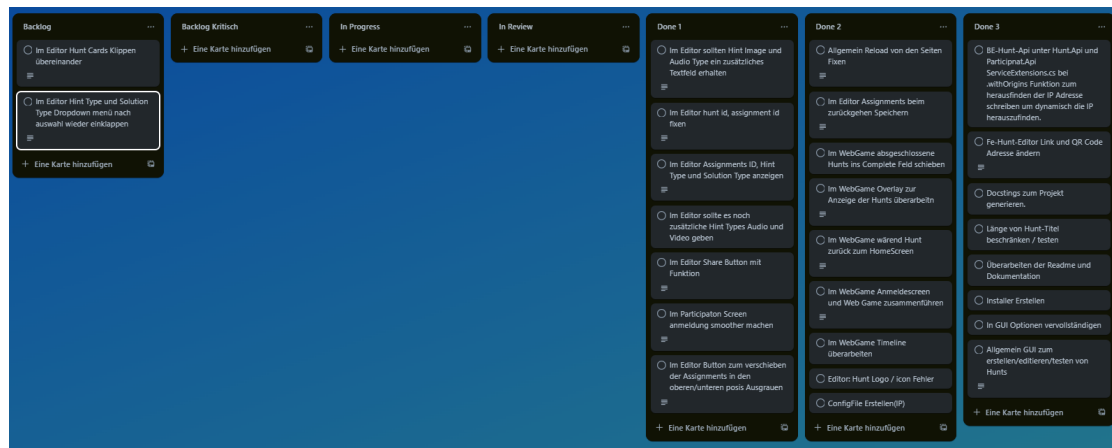 Backlog
Im Editor Hunt Cards Klippen
übereinander
Im Editor Hint Type und Solution
Type Dropdown menü nach
auswahl wieder einklappen
+ Eine Karte hinzufügen
Backlog Kritisch
+ Eine Karte hinzufügen
In Progress
+ Eine Karte hinzufügen
In Review
+ Eine Karte hinzufügen
Done 1
Im Editor sollten Hint Image und
Audio Type ein zusätzliches
Textfeld erhalten
Im Editor hunt id, assignment id
fixen
Im Editor Assignments ID, Hint
Type und Solution Type anzeigen
Im Editor sollte es noch
zusätzliche Hint Types Audio und
Video geben
Im Editor Share Button mit
Funktion
Im Participaton Screen
anmeldung smoother machen
Im Editor Button zum verschieben
der Assignments in den
oberen/unteren posis Ausgrauen
+ Eine Karte hinzufügen
Done 2
Allgemein Reload von den Seiten
Fixen
Im Editor Assignments beim
zurückgehen Speichern
Im WebGame absgeschlossene
Hunts ins Complete Feld schieben
Im WebGame Overlay zur
Anzeige der Hunts überarbeitn
Im WebGame wärend Hunt
zurück zum HomeScreen
Im WebGame Anmeldescreen
und Web Game zusammenführen
Im WebGame Timeline
überarbeiten
Editor: Hunt Logo / icon Fehler
ConfigFile Erstellen(IP)
+ Eine Karte hinzufügen
Done 3
BE-Hunt-Api unter Hunt.Api und
Participnat.Api
ServiceExtensions.cs bei
.withOrigins Funktion zum
herausfinden der IP Adresse
schreiben um dynamisch die IP
herauszufinden.
Fe-Hunt-Editor Link und QR Code
Adresse ändern
Docstings zum Projekt
generieren.
Länge von Hunt-Titel
beschränken / testen
Überarbeiten der Readme und
Dokumentation
Installer Erstellen
In GUI Optionen vervollständigen
Allgemein GUI zum
erstellen/editieren/testen von
Hunts
+ Eine Karte hinzufügen